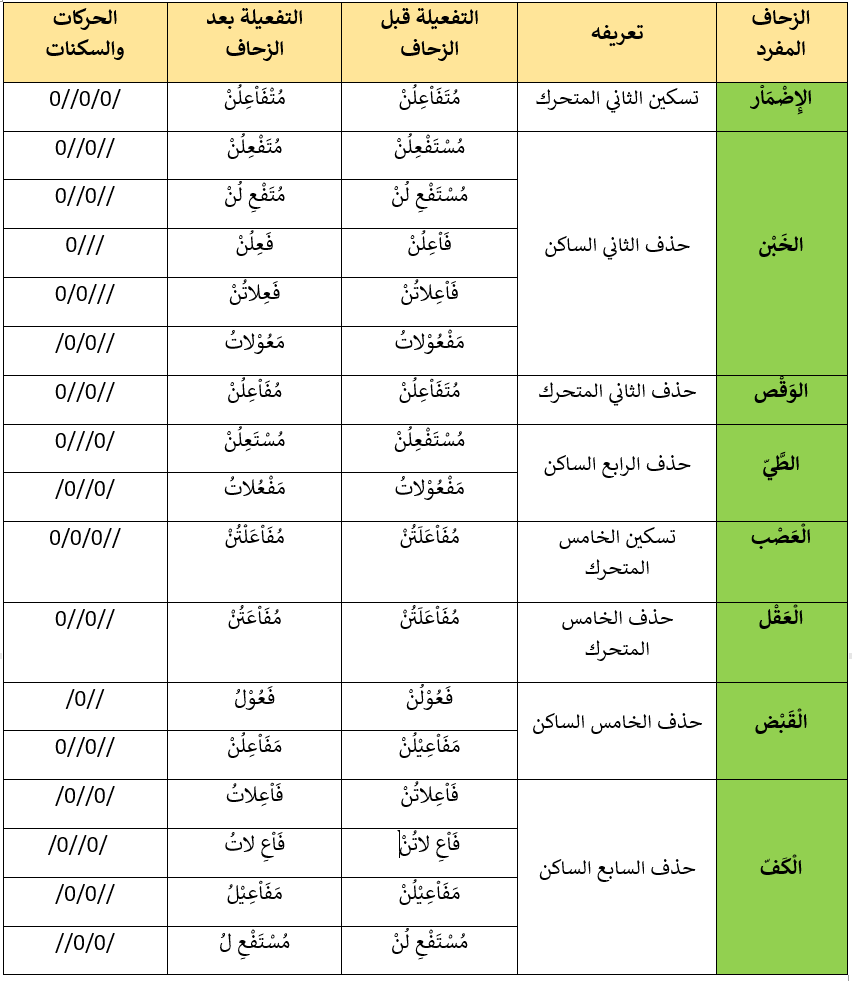 الزحاف
المفرد
تعريفه
التفعيلة قبل
الزحاف
التفعيلة بعد
الزحاف
الحركات
والسكنات
الإِضْمَاْر
تسكين الثاني المتحرك
مُتَفَاْعِلُنْ
مُتْفَاْعِلُنْ
0//0/0/
الخَبْن
حذف الثاني الساكن
مُسْتَفْعِلُنْ
مُتَفْعِلُنْ
0//0//
مُسْتَفْعِ لُنْ
مُتَفْعِ لُنْ
0//0//
فَاْعِلُنْ
فَعِلُنْ
0///
فَاْعِلاتُنْ
فَعِلاتُنْ
0/0///
مَفْعُوْلاتُ
مَعُوْلاتُ
/0/0//
الوَقْص
حذف الثاني المتحرك
مُتَفَاْعِلُنْ
مُفَاْعِلُنْ
0//0//
الطَّيّ
حذف الرابع الساكن
مُسْتَفْعِلُنْ
مُسْتَعِلُنْ
0///0/
مَفْعُوْلاتُ
مَفْعُلاتُ
/0//0/
الْعَصْب
تسكين الخامس
المتحرك
مُفَاْعَلَتُنْ
مُفَاْعَلْتُنْ
0/0/0//
الْعَقْل
حذف الخامس
المتحرك
مُفَاْعَلَتُنْ
مُفَاْعَتُنْ
0//0//
الْقَبْض
حذف الخامس الساكن
فَعُوْلُنْ
فَعُوْلُ
/0//
مَفَاْعِيْلُنْ
مَفَاْعِلُنْ
0//0//
الْكَفّ
حذف السابع الساكن
فَاْعِلاتُنْ
فَاْعِلاتُ
/0//0/
فَاْعِ لاتُنْ
فَاْعِ لاتُ
/0//0/
مَفَاْعِيْلُنْ
مَفَاْعِيْلُ
/0/0//
مُسْتَفْعِ لُنْ
مُسْتَفْعِ لُ
//0/0/